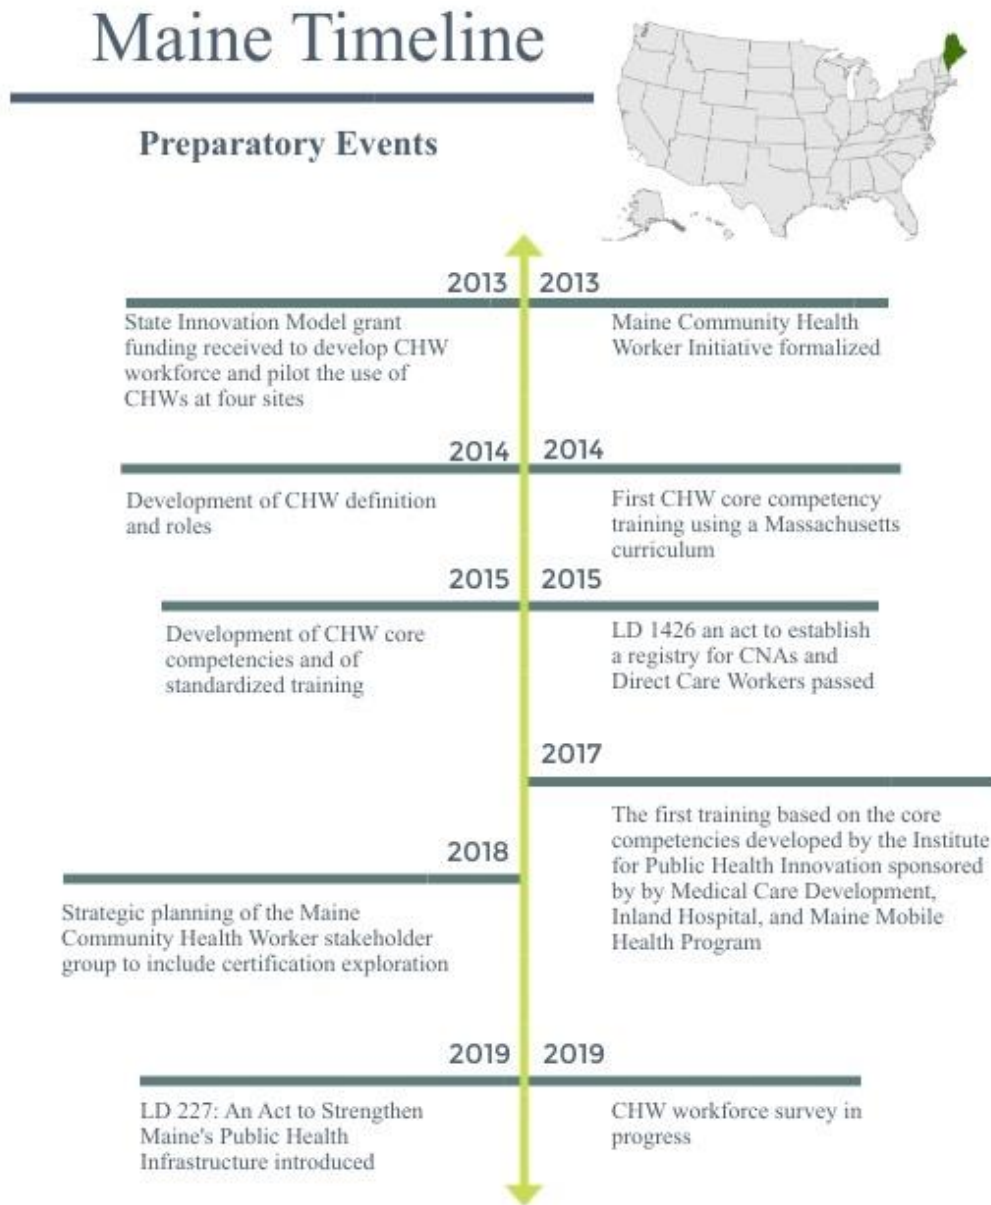 Maine Timeline
Preparatory Events
2013
State Innovation Model grant
funding received to develop CHW
workforce and pilot the use of
CHWs at four sites
2013
Maine Community Health
Worker Initiative formalized
2014
Development of CHW definition
and roles
2014
First CHW core competency
training using a Massachusetts
curriculum
2015
Development of CHW core
competencies and of
standardized training
2015
LD 1426 an act to establish
a registry for CNAs and
Direct Care Workers passed
2017
The first training based on the core
competencies developed by the Institute
for Public Health Innovation sponsored
by by Medical Care Development,
Inland Hospital, and Maine Mobile
Health Program
2018
Strategic planning of the Maine
Community Health Worker stakeholder
group to include certification exploration
2019
LD 227: An Act to Strengthen
Maine's Public Health
Infrastructure introduced
2019
CHW workforce survey in
progress